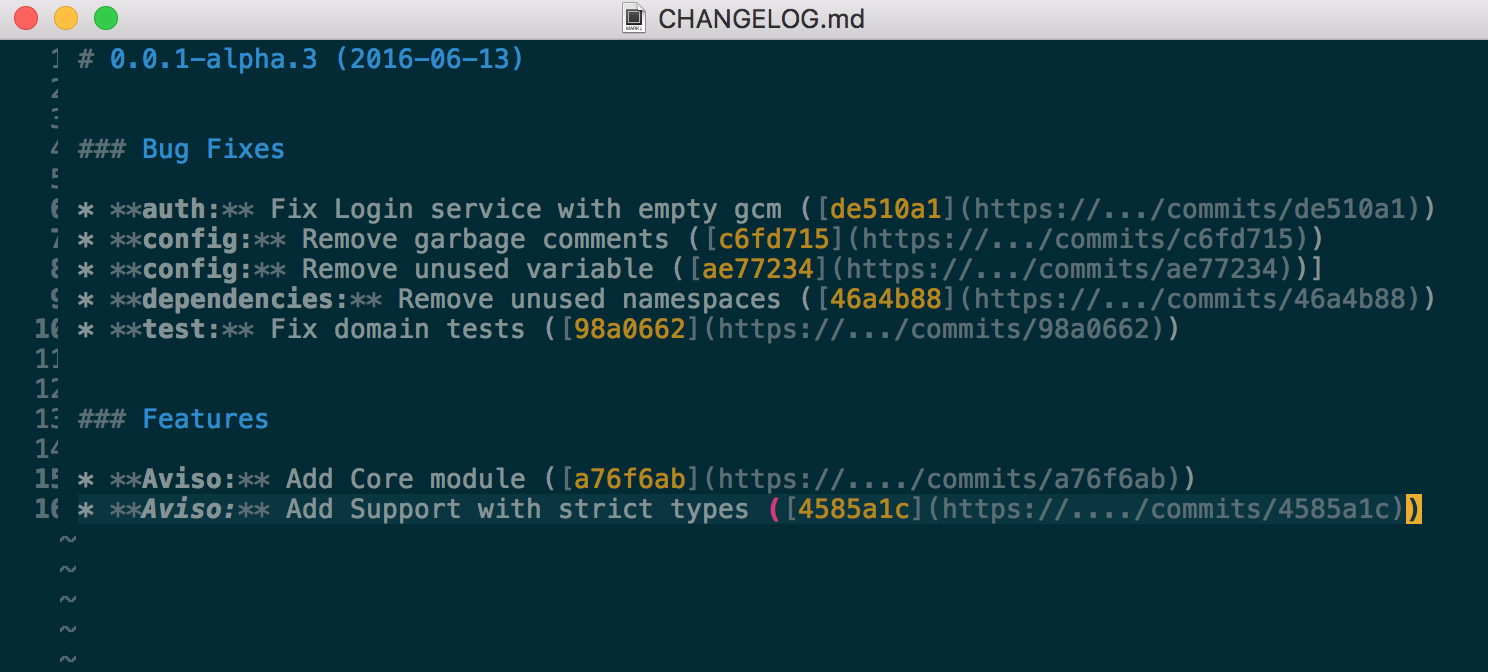 CHANGELOG.md
1 # 0.0.1-alpha.3 (2016-06-13)
2
3
4 ### Bug Fixes
5
6 * **auth:** Fix Login service with empty gcm ([de510a1](https://.../commits/de510a1))
7 * **config:** Remove garbage comments ([c6fd715](https://.../commits/c6fd715))
8 * **config:** Remove unused variable ([ae77234](https://.../commits/ae77234))]
9 * **dependencies:** Remove unused namespaces ([46a4b88](https://.../commits/46a4b88))
10 * **test:** Fix domain tests ([98a0662](https://.../commits/98a0662))
11
12
13 ### Features
14
15 * **Aviso:** Add Core module ([a76f6ab](https://..../commits/a76f6ab))
16 * **Aviso:** Add Support with strict types ([4585a1c](https://..../commits/4585a1c))
~
~
~
~
~